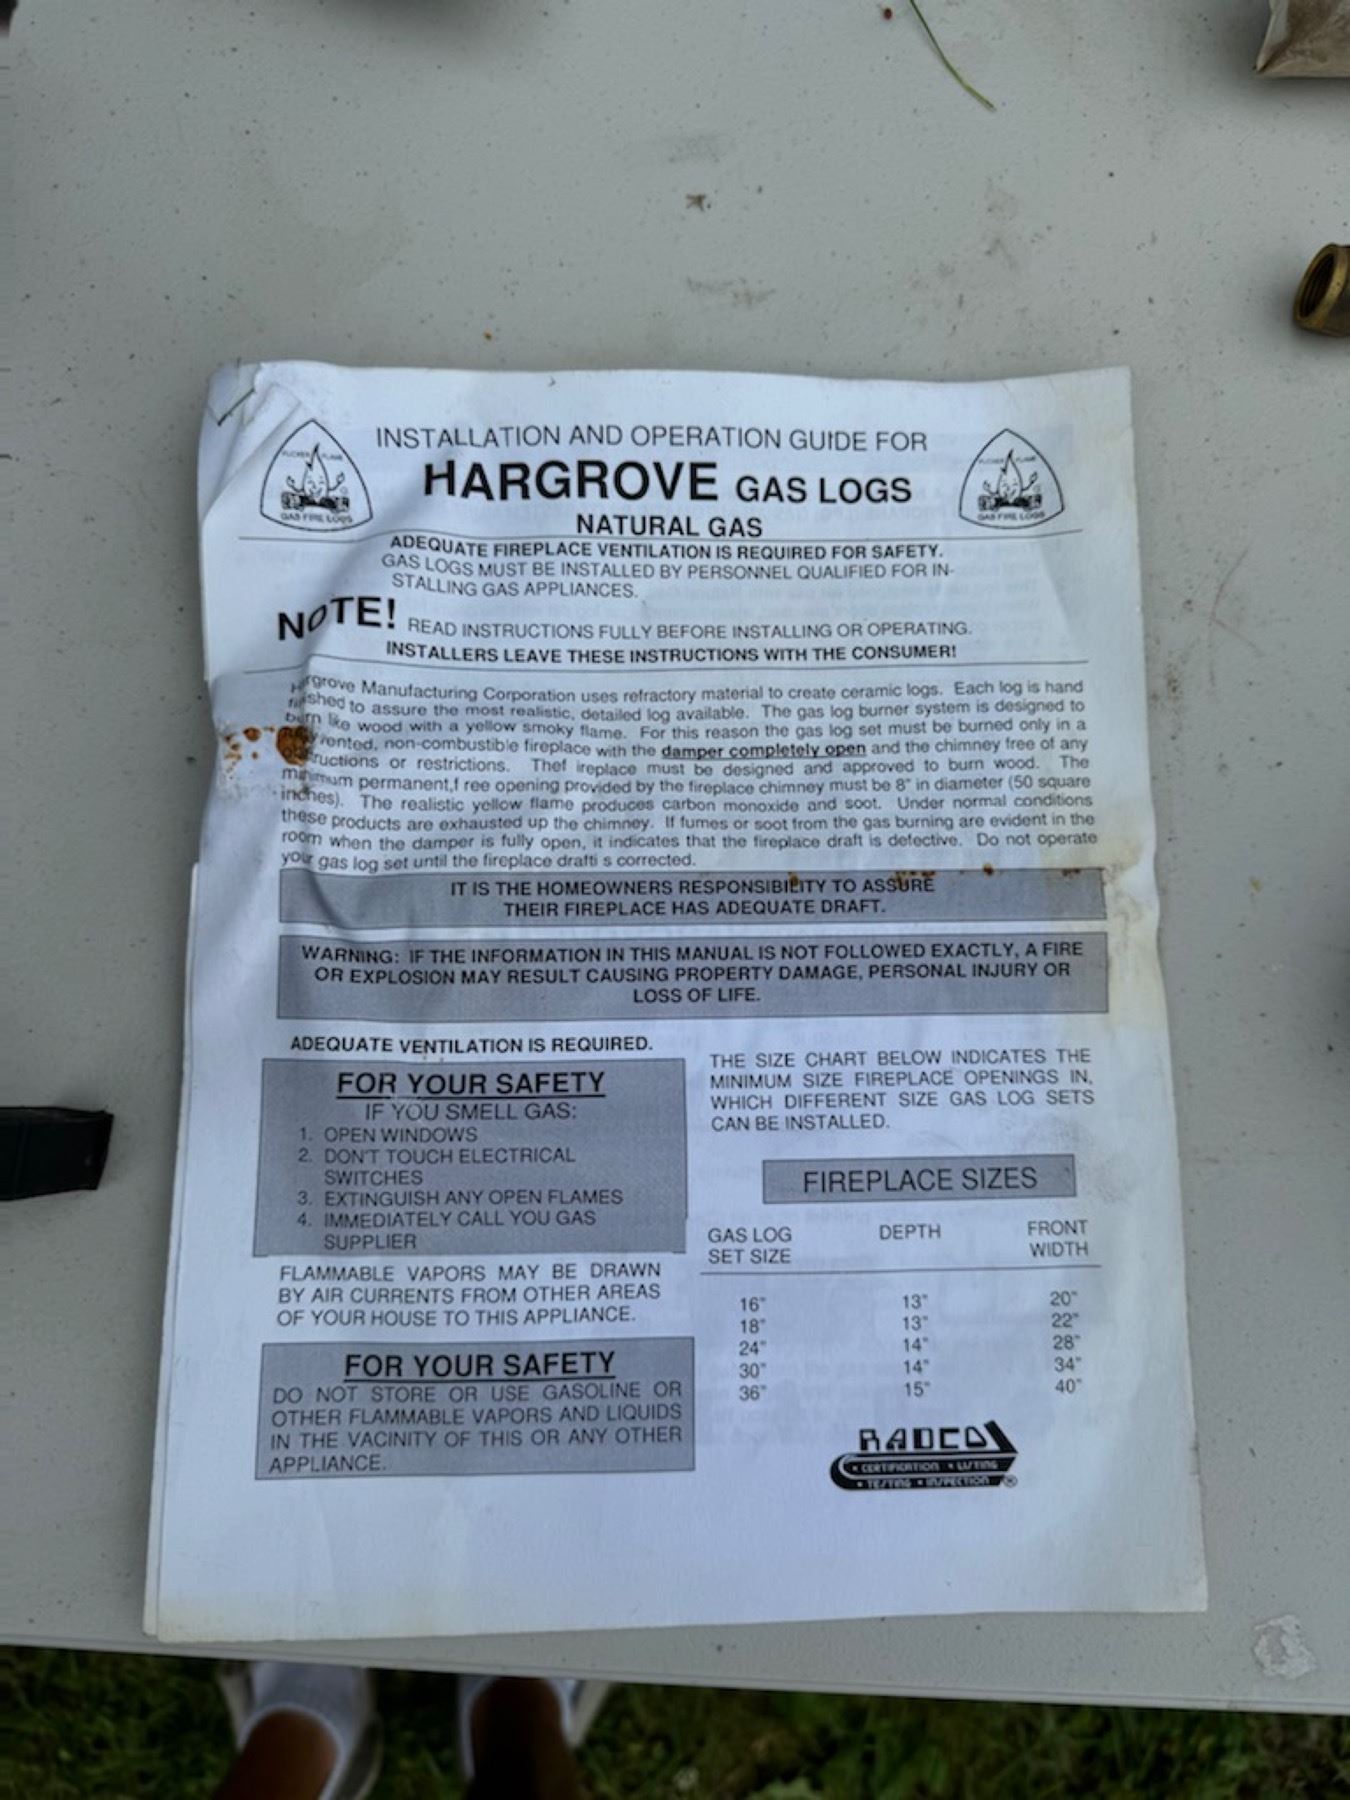 INSTALLATION AND OPERATION GUIDE FOR
HARGROVE GAS LOGS
NATURAL GAS
FLICKER FLAME
GAS FIRE LOGS
FLICKER FLAME
GAS FIRE LOGS
ADEQUATE FIREPLACE VENTILATION IS REQUIRED FOR SAFETY.
GAS LOGS MUST BE INSTALLED BY PERSONNEL QUALIFIED FOR IN-
STALLING GAS APPLIANCES.
NOTE! READ INSTRUCTIONS FULLY BEFORE INSTALLING OR OPERATING.
INSTALLERS LEAVE THESE INSTRUCTIONS WITH THE CONSUMER!
Hargrove Manufacturing Corporation uses refractory material to create ceramic logs. Each log is hand
finished to assure the most realistic, detailed log available. The gas log burner system is designed to
burn like wood with a yellow smoky flame. For this reason the gas log set must be burned only in a
vented, non-combustible fireplace with the damper completely open and the chimney free of any
obstructions or restrictions. Thef ireplace must be designed and approved to burn wood. The
minimum permanent,f ree opening provided by the fireplace chimney must be 8" in diameter (50 square
inches). The realistic yellow flame produces carbon monoxide and soot. Under normal conditions
these products are exhausted up the chimney. If fumes or soot from the gas burning are evident in the
room when the damper is fully open, it indicates that the fireplace draft is defective. Do not operate
your gas log set until the fireplace drafti s corrected.
IT IS THE HOMEOWNERS RESPONSIBILITY TO ASSURE
THEIR FIREPLACE HAS ADEQUATE DRAFT.
WARNING: IF THE INFORMATION IN THIS MANUAL IS NOT FOLLOWED EXACTLY, A FIRE
OR EXPLOSION MAY RESULT CAUSING PROPERTY DAMAGE, PERSONAL INJURY OR
LOSS OF LIFE.
ADEQUATE VENTILATION IS REQUIRED.
FOR YOUR SAFETY
IF YOU SMELL GAS:
1. OPEN WINDOWS
2. DON'T TOUCH ELECTRICAL
SWITCHES
3. EXTINGUISH ANY OPEN FLAMES
4. IMMEDIATELY CALL YOU GAS
SUPPLIER
FLAMMABLE VAPORS MAY BE DRAWN
BY AIR CURRENTS FROM OTHER AREAS
OF YOUR HOUSE TO THIS APPLIANCE.
FOR YOUR SAFETY
DO NOT STORE OR USE GASOLINE OR
OTHER FLAMMABLE VAPORS AND LIQUIDS
IN THE VACINITY OF THIS OR ANY OTHER
APPLIANCE.
THE SIZE CHART BELOW INDICATES THE
MINIMUM SIZE FIREPLACE OPENINGS IN,
WHICH DIFFERENT SIZE GAS LOG SETS
CAN BE INSTALLED.
FIREPLACE SIZES
GAS LOG SET SIZE DEPTH FRONT WIDTH
16" 13" 20"
18" 13" 22"
24" 14" 28"
30" 14" 34"
36" 15" 40"
RADCO
• CERTIFICATION • LISTING
• TESTING • INSPECTION ®